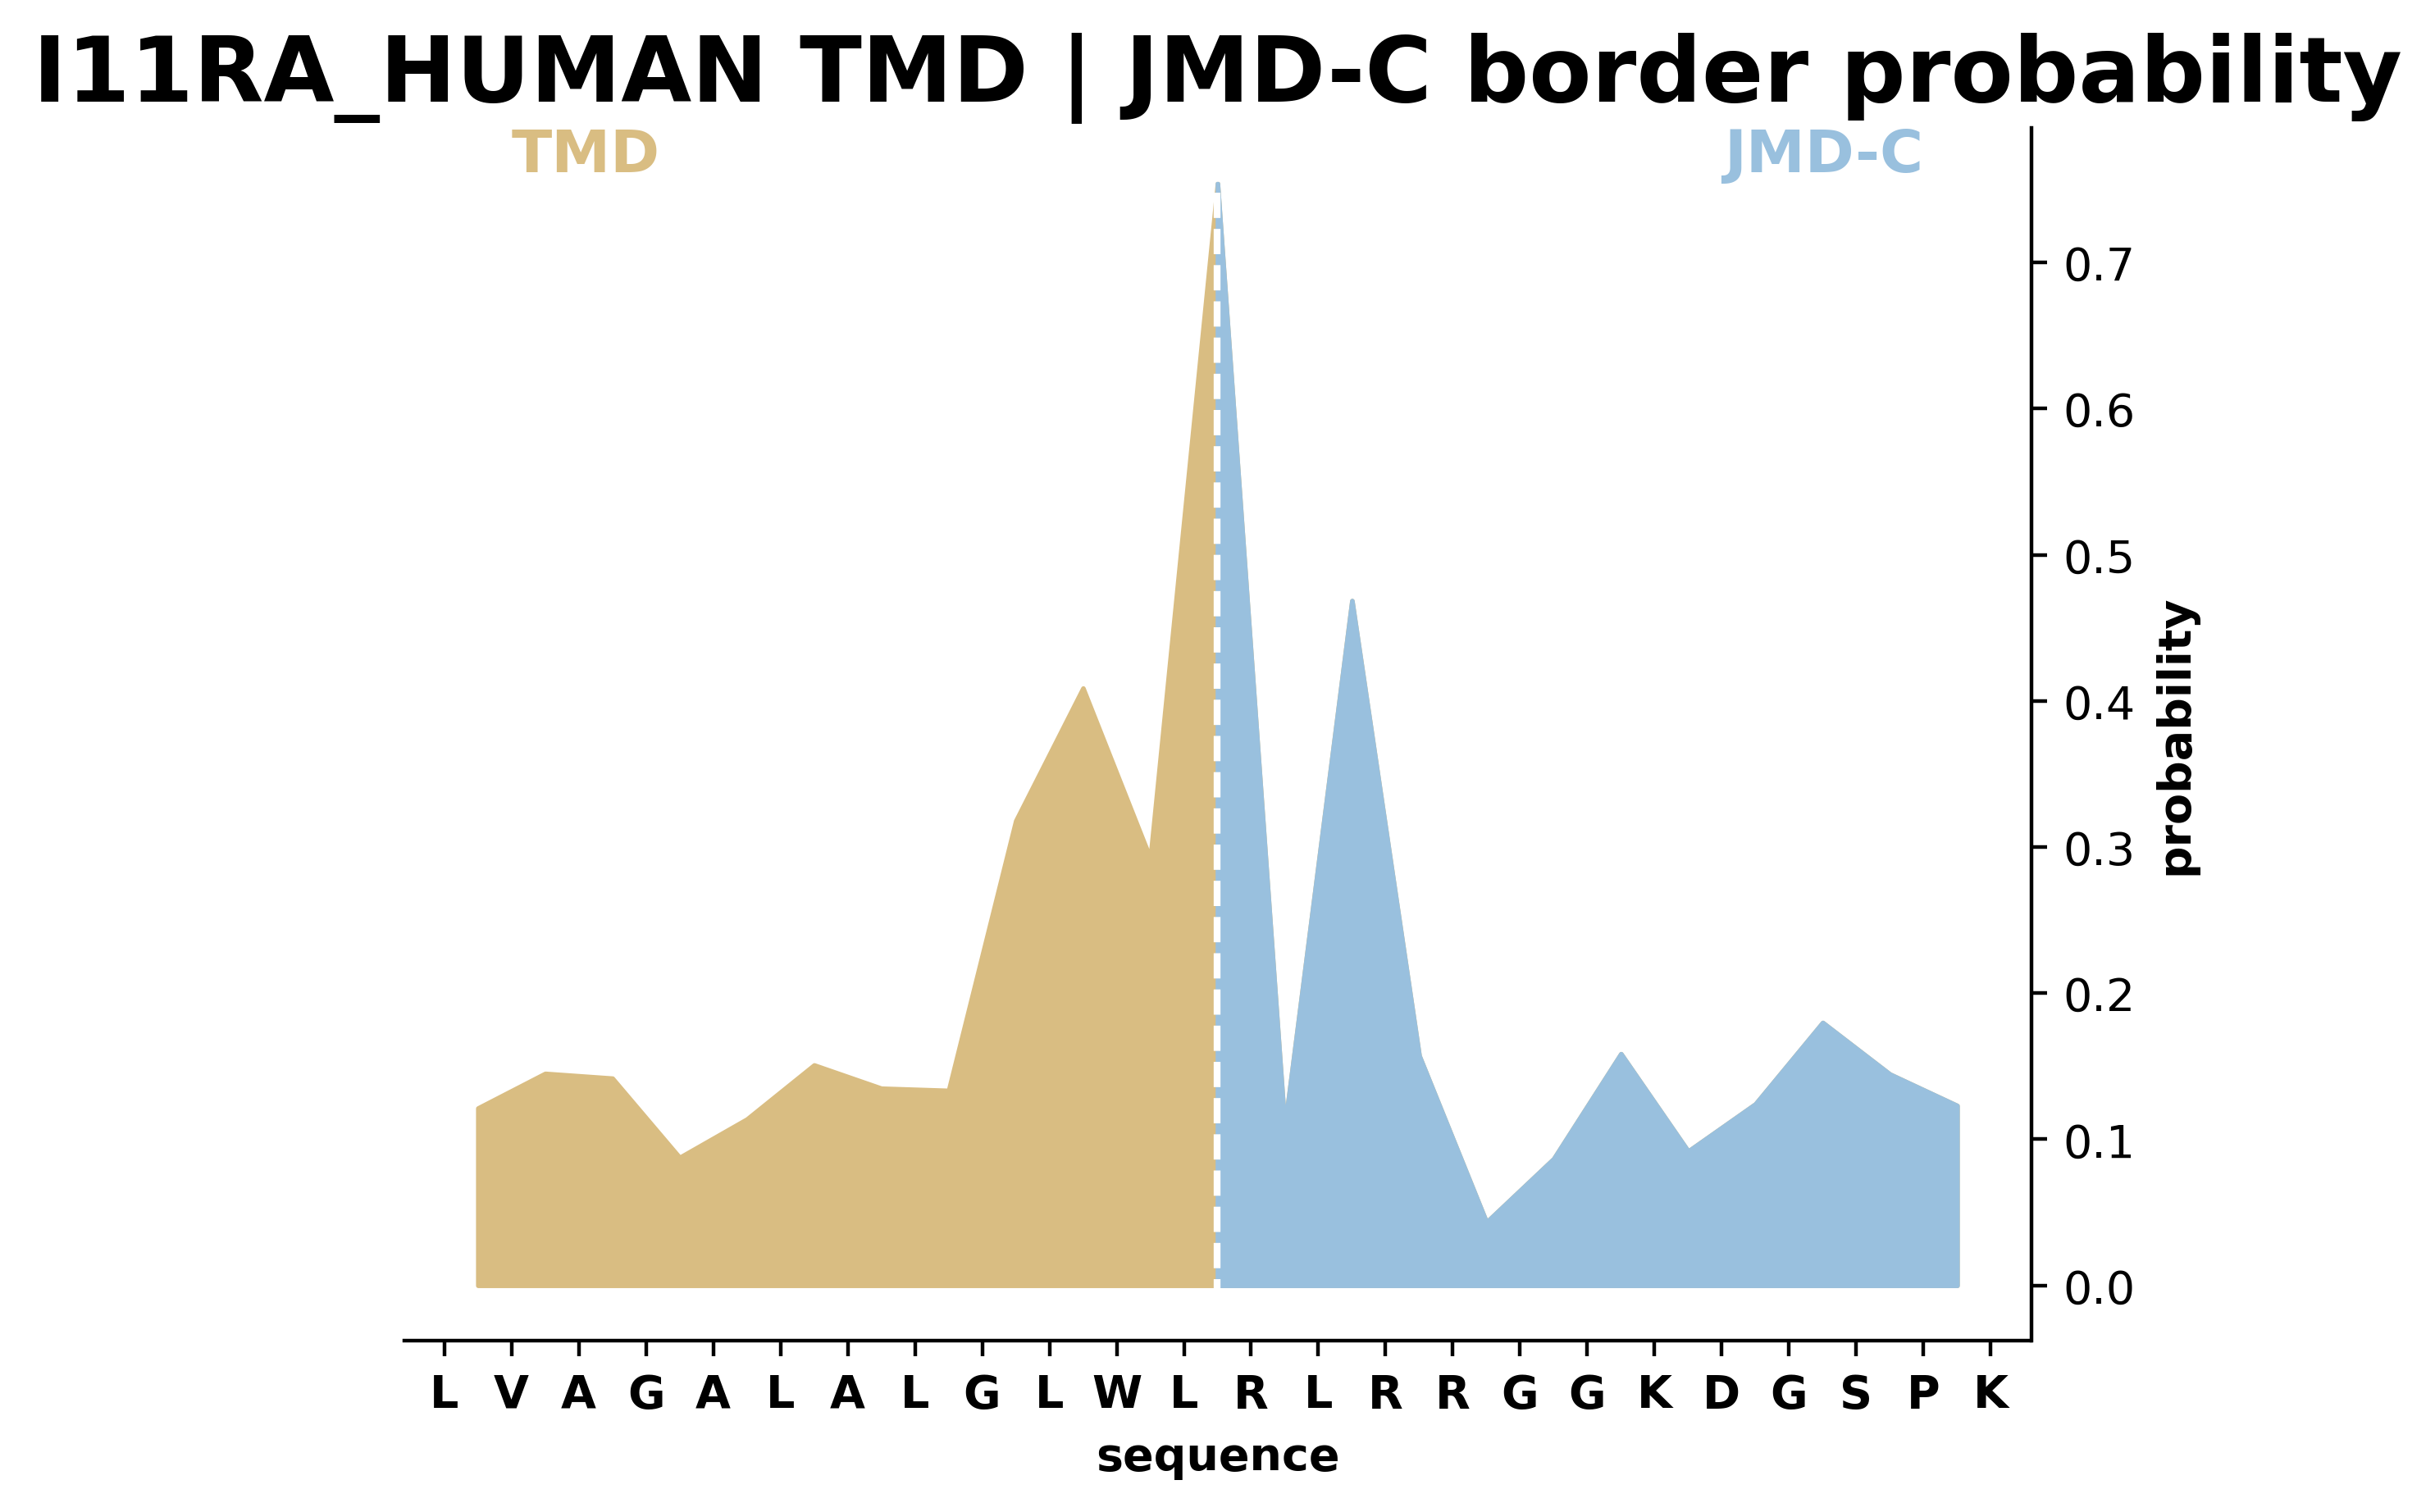 I11RA_HUMAN TMD | JMD-C border probability
TMD JMD-C
0.7
0.6
0.5
0.4
0.3
0.2
0.1
0.0
probability
L V A G A L A L G L W L R L R R G G K D G S P K
sequence